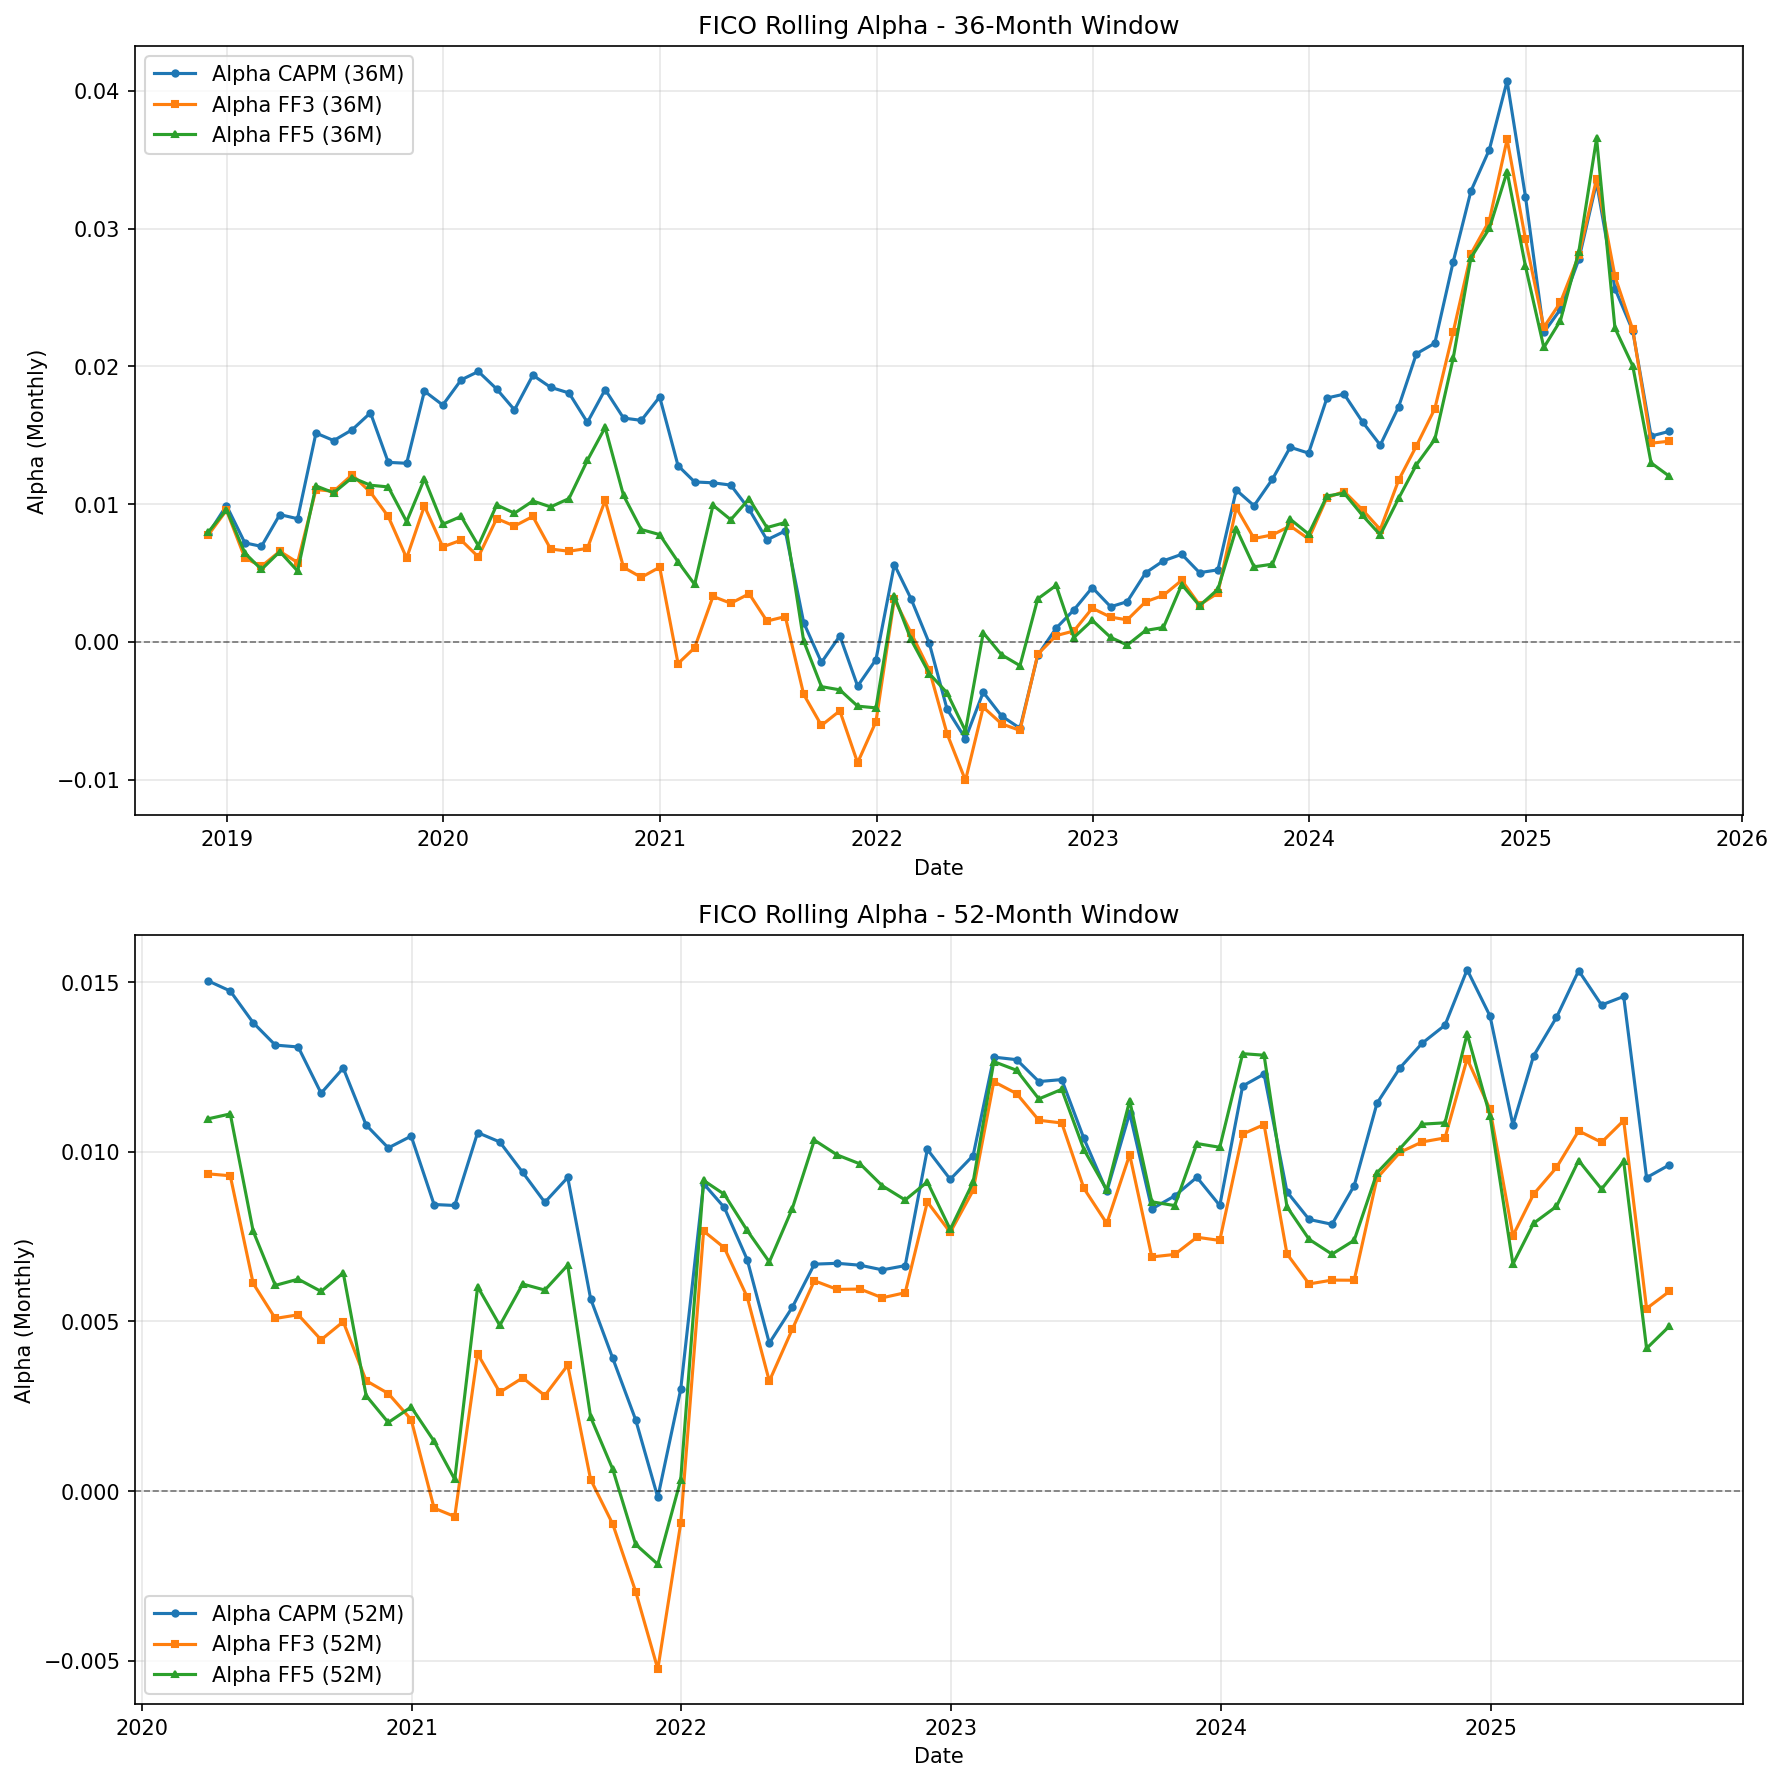 FICO Rolling Alpha - 36-Month Window
Alpha CAPM (36M)
Alpha FF3 (36M)
Alpha FF5 (36M)
Alpha (Monthly)
0.04
0.03
0.02
0.01
0.00
−0.01
2019 2020 2021 2022 2023 2024 2025 2026
Date
FICO Rolling Alpha - 52-Month Window
Alpha (Monthly)
0.015
0.010
0.005
0.000
−0.005
Alpha CAPM (52M)
Alpha FF3 (52M)
Alpha FF5 (52M)
2020 2021 2022 2023 2024 2025
Date